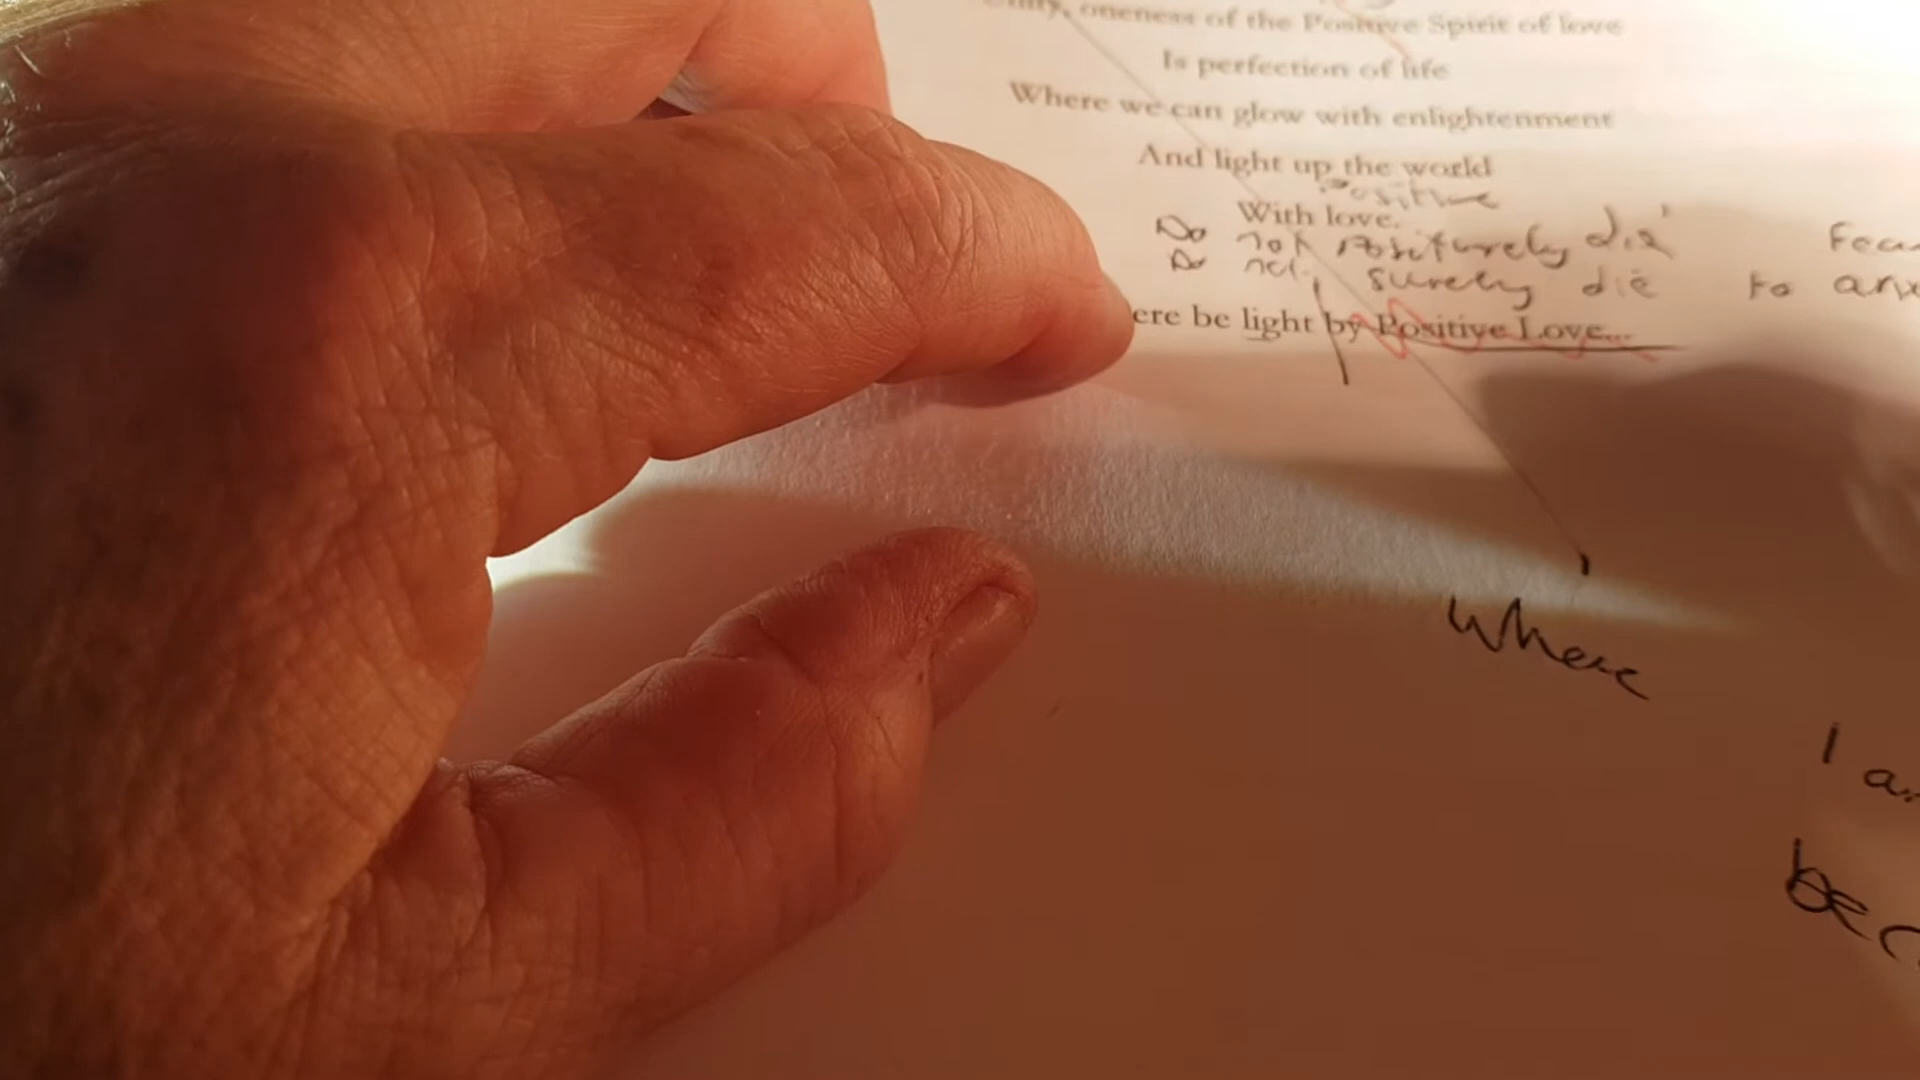 oneness of the Positive Spirit of love
Is perfection of life
Where we can glow with enlightenment
And light up the world
Positive
With love.
Do not Positively die
Do not surely die to
ere be light by Positive Love...
where
I